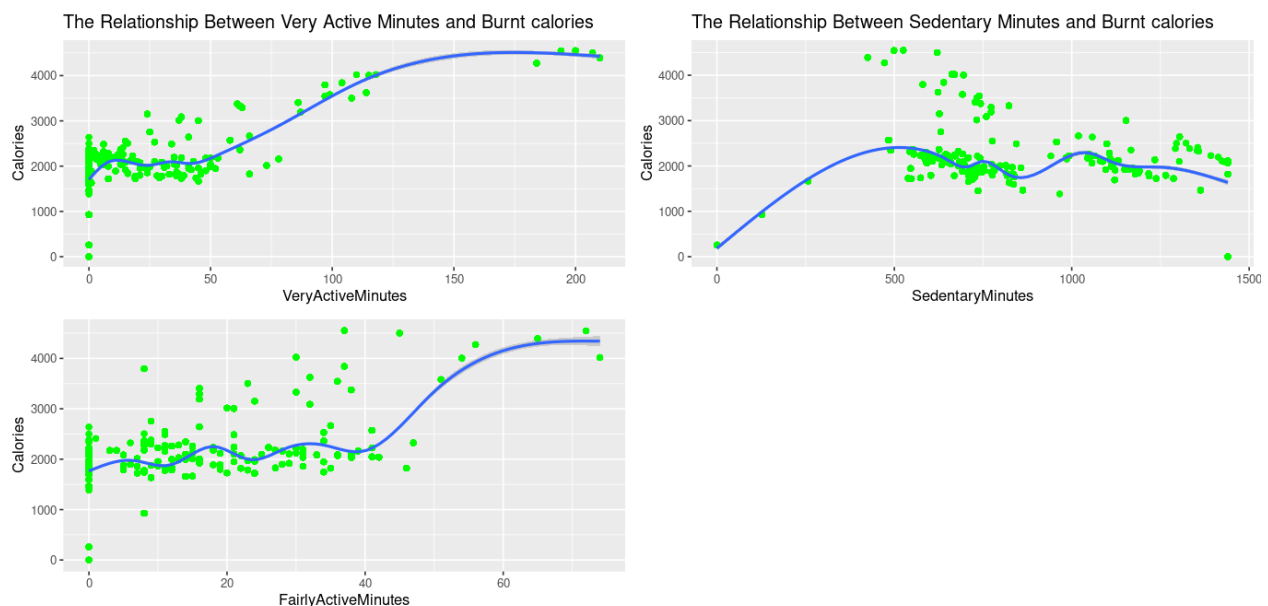 The Relationship Between Very Active Minutes and Burnt calories
4000
3000
2000
1000
0
Calories
0 50 100 150 200
VeryActiveMinutes
The Relationship Between Sedentary Minutes and Burnt calories
4000
3000
2000
1000
0
Calories
0 500 1000 1500
SedentaryMinutes
4000
3000
2000
1000
0
Calories
0 20 40 60
FairlyActiveMinutes